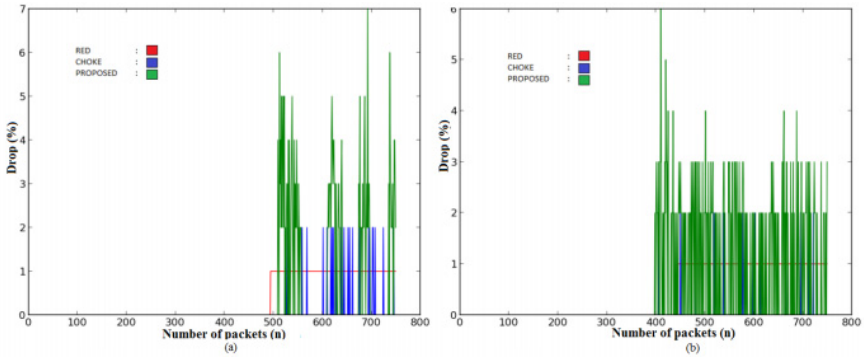 7
6
5
4
3
2
1
0
Drop (%)
RED :
CHOKE :
PROPOSED :
0 100 200 300 400 500 600 700 800
Number of packets (n)
(a)
6
5
4
3
2
1
0
Drop (%)
RED :
CHOKE :
PROPOSED :
0 100 200 300 400 500 600 700 800
Number of packets (n)
(b)